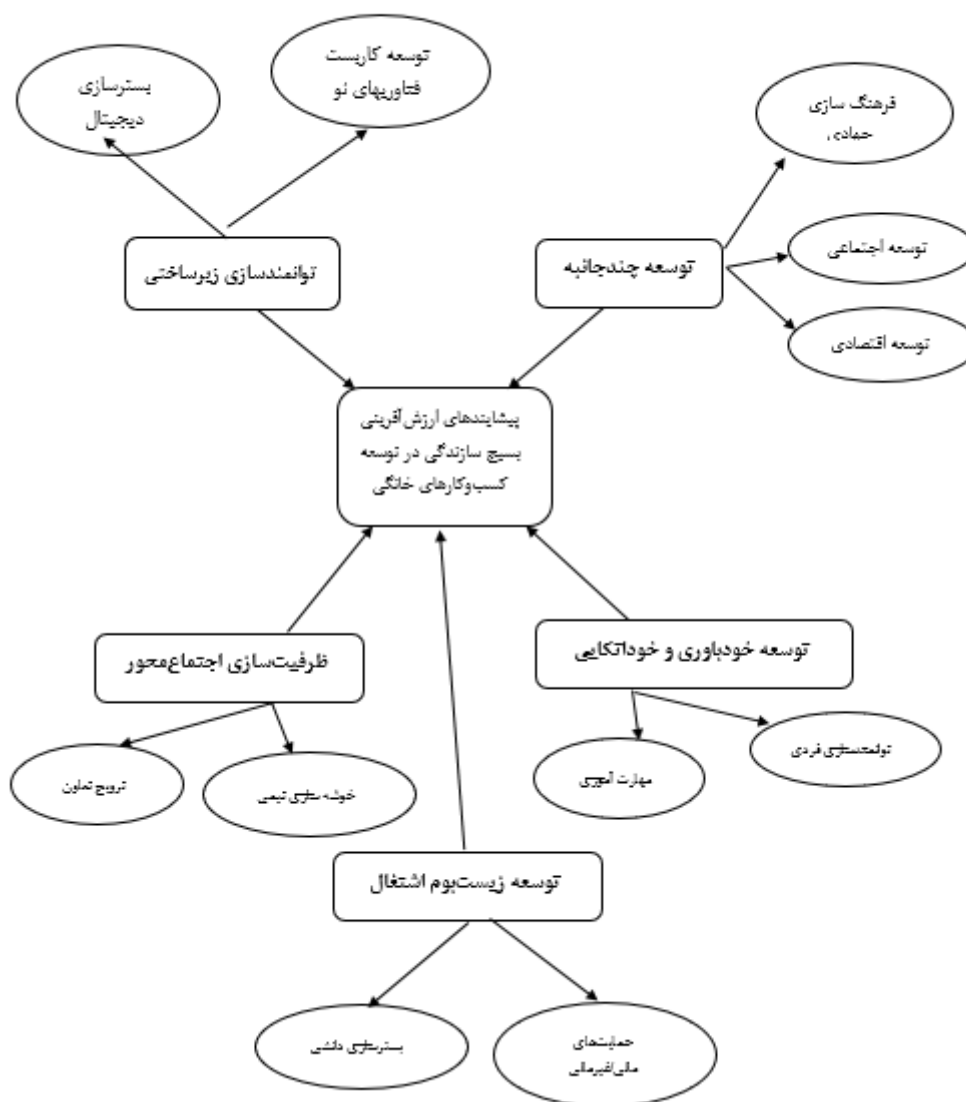 توسعه کاربست
فناوریهای نو
بسترسازی
دیجیتال
فرهنگ سازی
جهادی
توانمندسازی زیرساختی
توسعه چندجانبه
توسعه اجتماعی
توسعه اقتصادی
پیشایندهای ارزش‌آفرینی
بسیج سازندگی در توسعه
کسب‌وکارهای خانگی
ظرفیت‌سازی اجتماع‌محور
توسعه خودباوری و خوداتکایی
ترویج تعاون
خوشه سازی تیمی
مهارت آموزی
توانمندسازی فردی
توسعه زیست‌بوم اشتغال
بسترسازی دانشی
حمایت‌های
مالی/غیرمالی